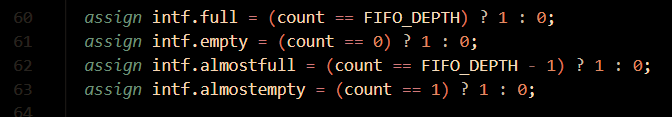 60 assign intf.full = (count == FIFO_DEPTH) ? 1 : 0;
61 assign intf.empty = (count == 0) ? 1 : 0;
62 assign intf.almostfull = (count == FIFO_DEPTH - 1) ? 1 : 0;
63 assign intf.almostempty = (count == 1) ? 1 : 0;
64